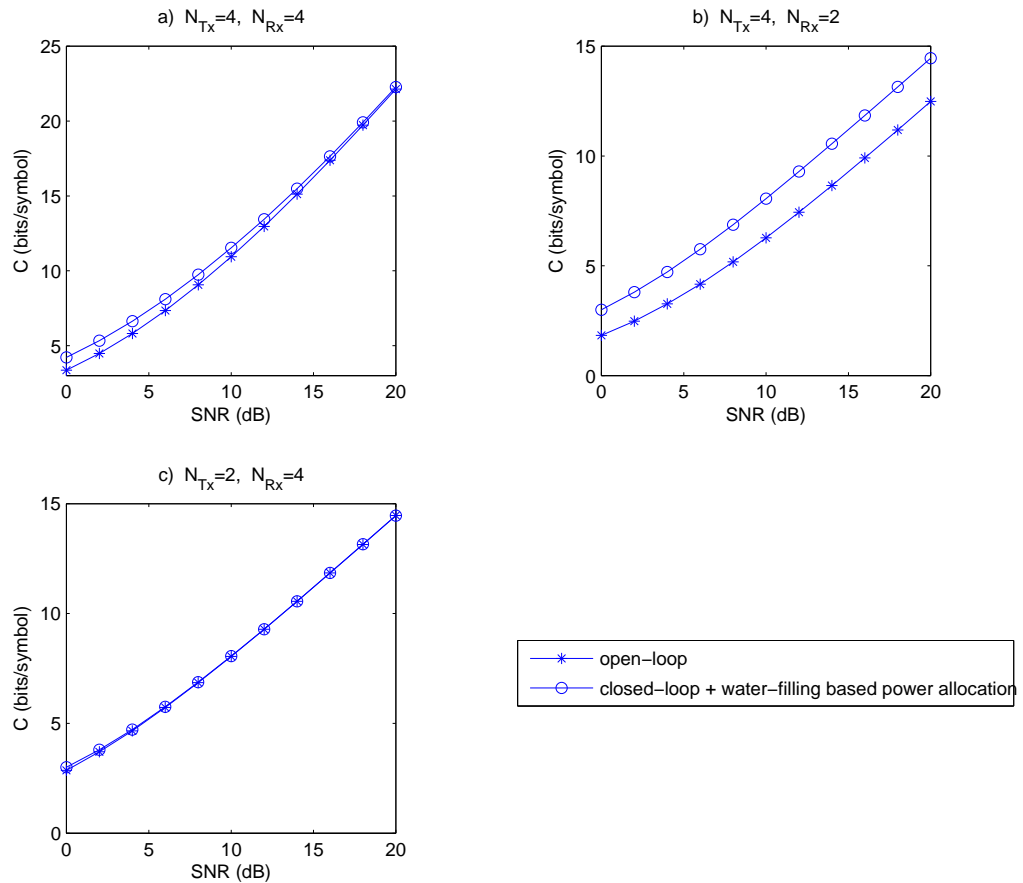 a) N_Tx=4, N_Rx=4
25
20
15
10
5
0 5 10 15 20
C (bits/symbol)
SNR (dB)
b) N_Tx=4, N_Rx=2
15
10
5
0
0 5 10 15 20
C (bits/symbol)
SNR (dB)
c) N_Tx=2, N_Rx=4
15
10
5
0
0 5 10 15 20
C (bits/symbol)
SNR (dB)
open−loop
closed−loop + water−filling based power allocation